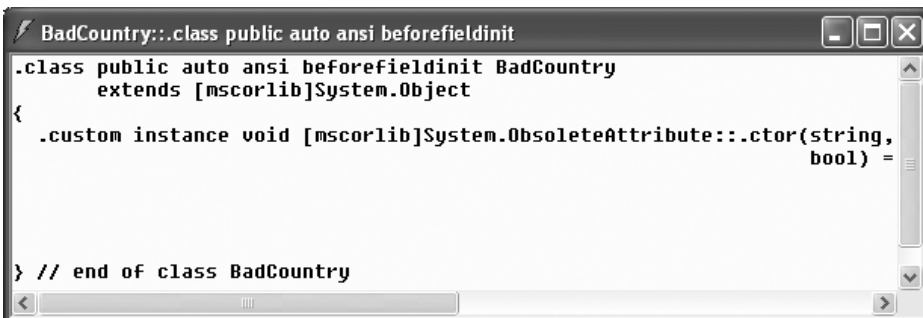 BadCountry::.class public auto ansi beforefieldinit
.class public auto ansi beforefieldinit BadCountry
extends [mscorlib]System.Object
{
.custom instance void [mscorlib]System.ObsoleteAttribute::.ctor(string,
bool) =
} // end of class BadCountry